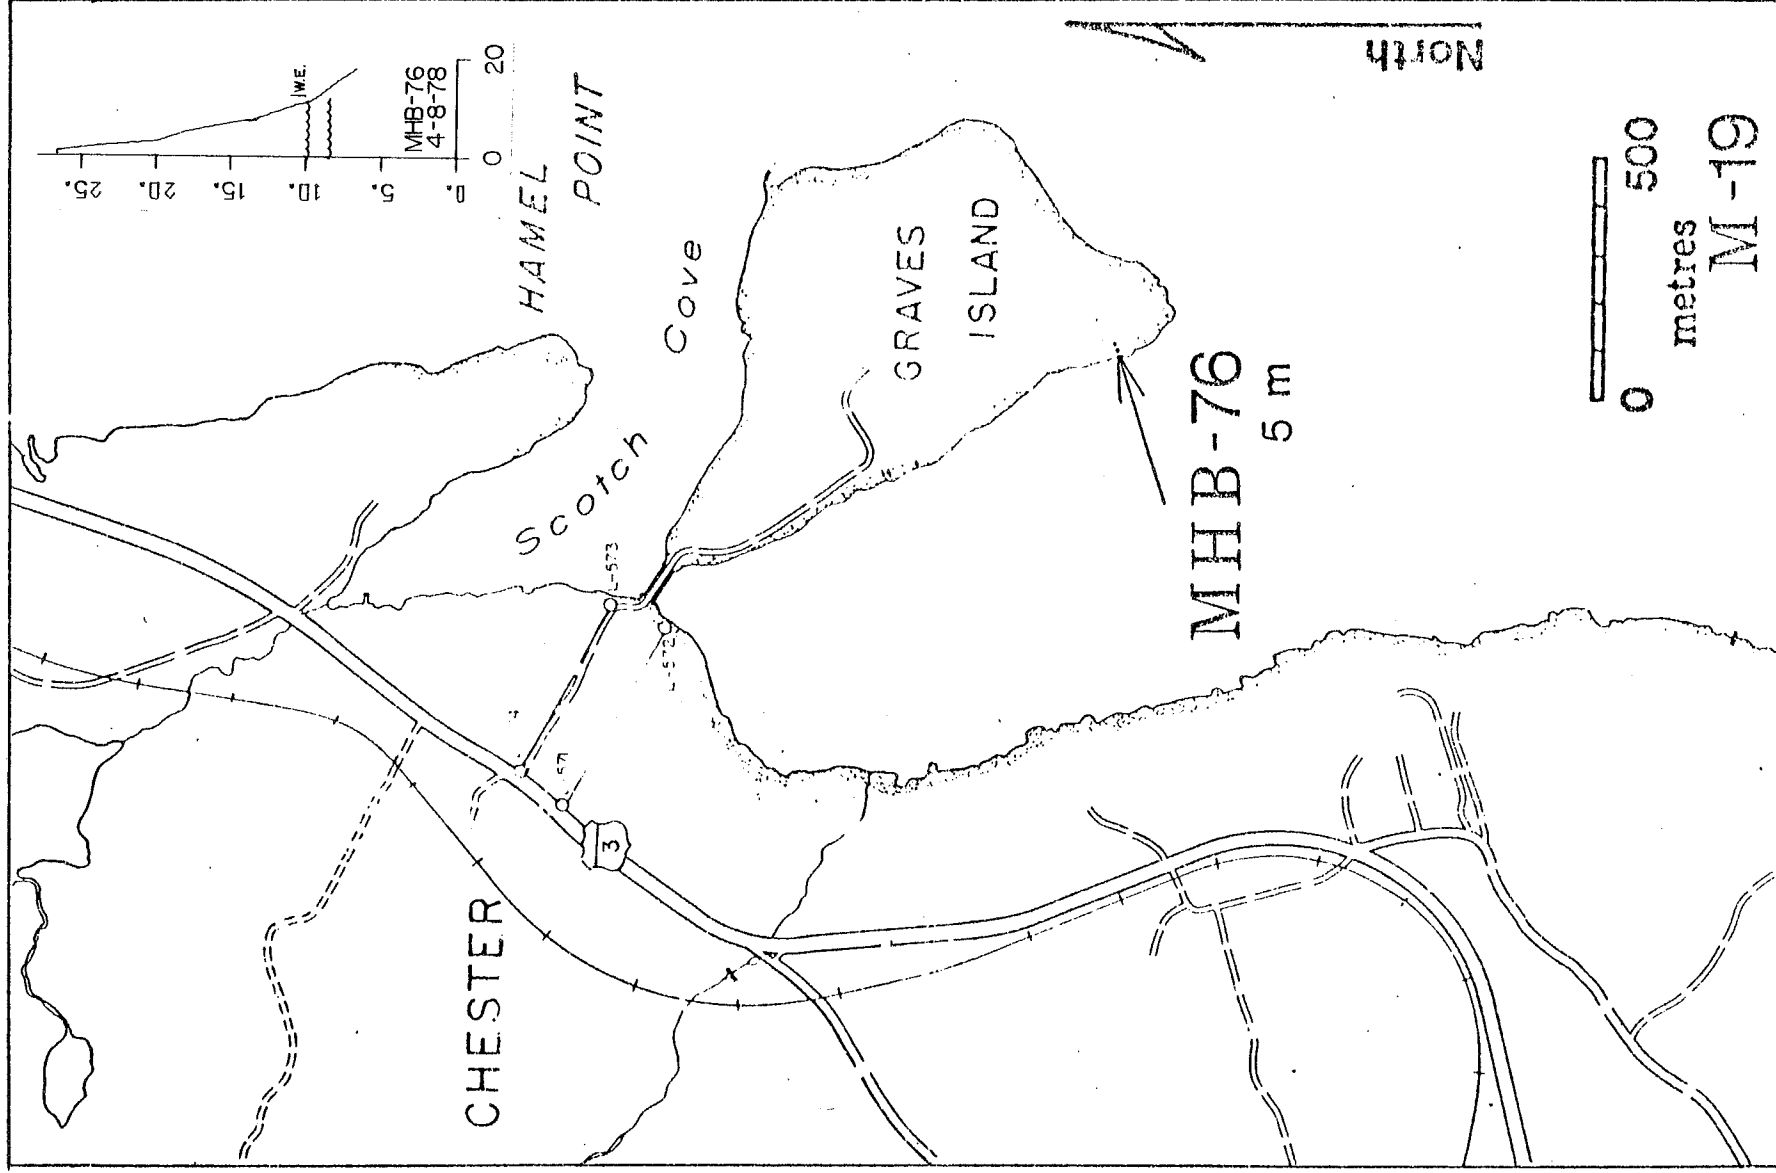 25.
20.
15.
10.
5.
0.
0
20
W.E.
MHB-76
4-8-78
HAMEL
POINT
North
Scotch
Cove
GRAVES
ISLAND
L-573
L-572
571
3
CHESTER
MHB-76
5 m
0
500
metres
M-19